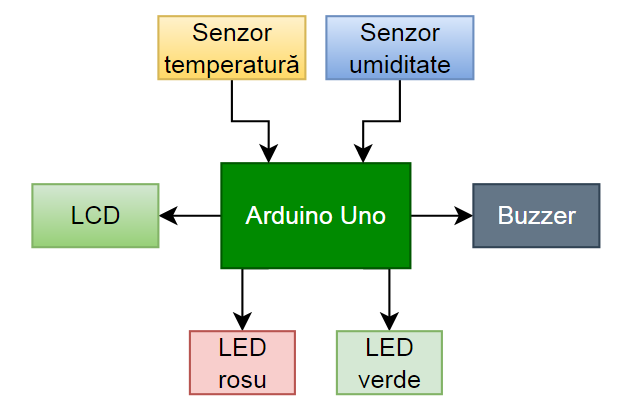 Senzor
temperatură
Senzor
umiditate
LCD
Arduino Uno
Buzzer
LED
rosu
LED
verde